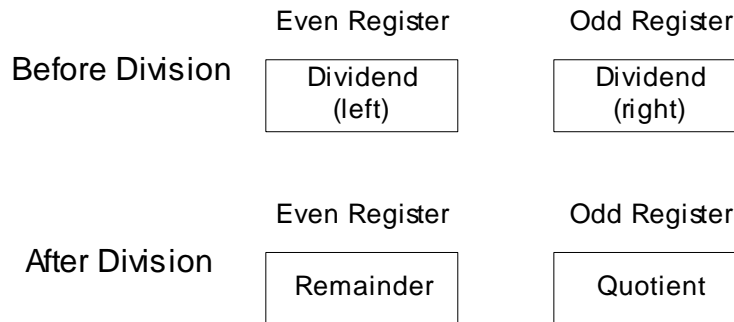 Even Register Odd Register
Before Division
Dividend (left)
Dividend (right)
Even Register Odd Register
After Division
Remainder
Quotient